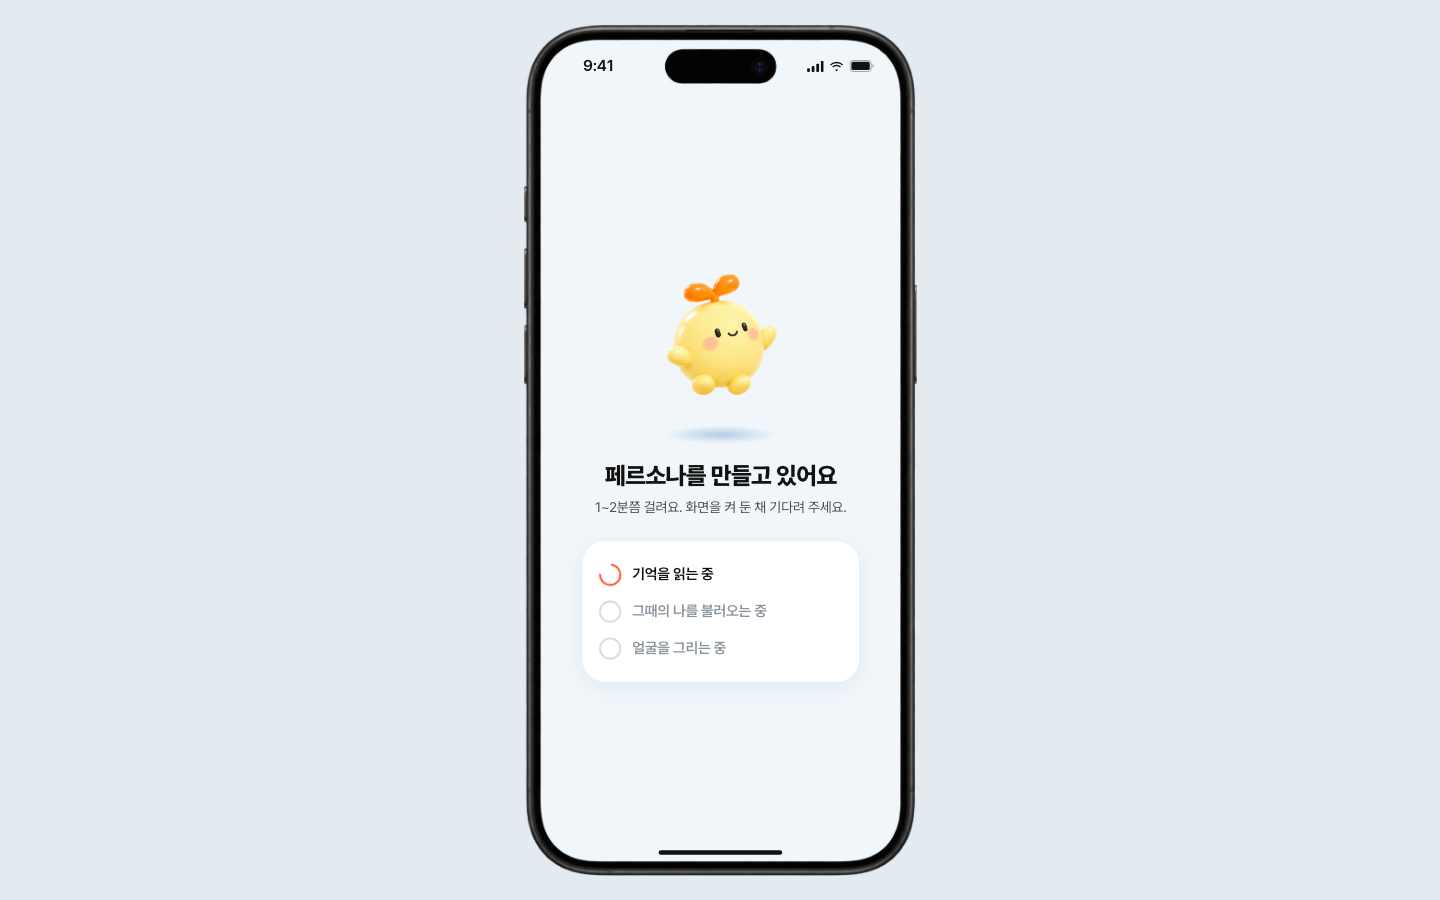 9:41
페르소나를 만들고 있어요
1~2분쯤 걸려요. 화면을 켜 둔 채 기다려 주세요.
기억을 읽는 중
그때의 나를 불러오는 중
얼굴을 그리는 중